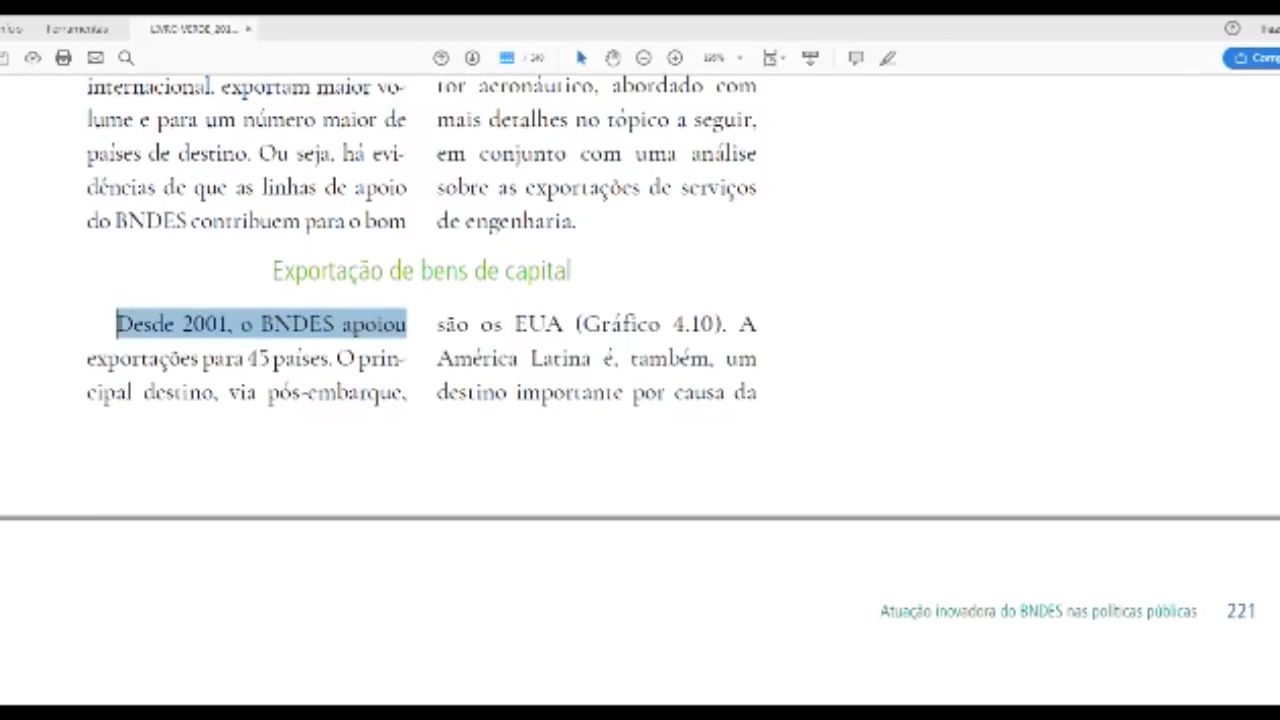 Ferramentas
LIVRO-VERDE_201...
internacional, exportam maior vo-
lume e para um número maior de
países de destino. Ou seja, há evi-
dências de que as linhas de apoio
do BNDES contribuem para o bom
tor aeronáutico, abordado com
mais detalhes no tópico a seguir,
em conjunto com uma análise
sobre as exportações de serviços
de engenharia.
Exportação de bens de capital
Desde 2001, o BNDES apoiou
exportações para 45 países. O prin-
cipal destino, via pós-embarque,
são os EUA (Gráfico 4.10). A
América Latina é, também, um
destino importante por causa da
Atuação inovadora do BNDES nas políticas públicas 221